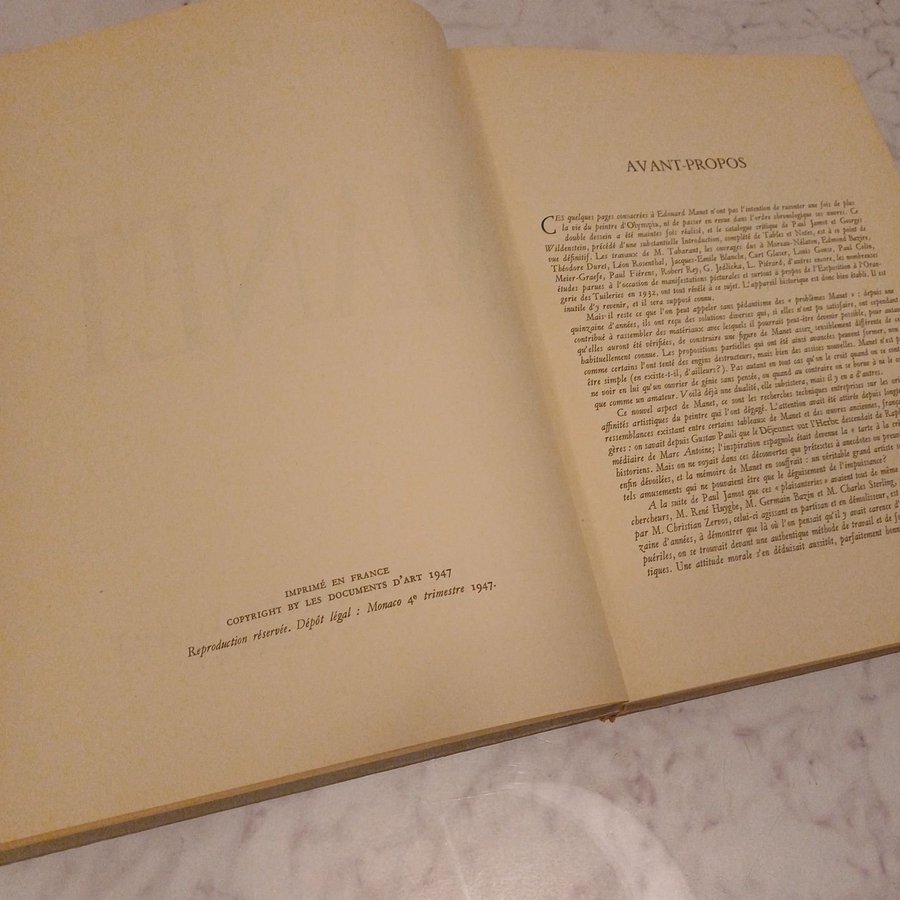 IMPRIMÉ EN FRANCE
COPYRIGHT BY LES DOCUMENTS D'ART 1947
Reproduction réservée. Dépôt légal : Monaco 4e trimestre 1947.
AVANT-PROPOS
CES quelques pages consacrées à Edouard Manet n'ont pas l'intention de raconter une fois de plus
la vie du peintre d'Olympia, ni de passer en revue dans l'ordre chronologique ses œuvres. Ce
double dessein a été maintes fois réalisé, et le catalogue critique de Paul Jamot et Georges
Wildenstein, précédé d'une substantielle Introduction, complété de Tables et Notes, est à ce point de
vue définitif. Les travaux de M. Tabarant, les ouvrages dus à Moreau-Nélaton, Edmond Bazire,
Théodore Duret, Léon Rosenthal, Jacques-Emile Blanche, Curt Glaser, Louis Gonse, Paul Colin,
Meier-Graefe, Paul Fiérens, Robert Rey, G. Jedlicka, L. Piérard, d'autres encore, les nombreuses
études parues à l'occasion de manifestations picturales et surtout à propos de l'Exposition à l'Oran-
gerie des Tuileries en 1932, ont tout révélé à ce sujet. L'appareil historique est donc bien établi. Il est
inutile d'y revenir, et il sera supposé connu.
Mais il reste ce que l'on peut appeler sans pédantisme des « problèmes Manet » : depuis une
quinzaine d'années, ils ont reçu des solutions diverses qui, si elles n'ont pu satisfaire, ont cependant
contribué à rassembler des matériaux avec lesquels il pourrait peut-être devenir possible, pour autant
qu'elles auront été vérifiées, de construire une figure de Manet assez sensiblement différente de ce
habituellement connue. Les propositions partielles qui ont été ainsi avancées peuvent former, non
comme certains l'ont tenté des engins destructeurs, mais bien des assises nouvelles. Manet n'est p
être simple (en existe-t-il, d'ailleurs?). Pas autant en tout cas qu'on le croit quand on se cont
ne voir en lui qu'un ouvrier de génie sans pensée, ou quand au contraire on se borne à ne le
que comme un amateur. Voilà déjà une dualité, elle subsistera, mais il y en a d'autres.
Ce nouvel aspect de Manet, ce sont les recherches techniques entreprises sur les ori
affinités artistiques du peintre qui l'ont dégagé. L'attention avait été attirée depuis longt
ressemblances existant entre certains tableaux de Manet et des œuvres anciennes, françai
gères : on savait depuis Gustav Pauli que le Déjeuner sur l'Herbe descendait de Raph
médiaire de Marc Antoine; l'inspiration espagnole était devenue la « tarte à la crè
historiens. Mais on ne voyait dans ces découvertes que prétextes à anecdotes ou preuv
enfin dévoilées, et la mémoire de Manet en souffrait : un véritable grand artiste
tels amusements qui ne pouvaient être que le déguisement de l'impuissance?
A la suite de Paul Jamot que ces « plaisanteries » avaient tout de même
chercheurs, M. René Huyghe, M. Germain Bazin et M. Charles Sterling,
par M. Christian Zervos, celui-ci agissant en partisan et en démolisseur, est
zaine d'années, à démontrer que là où l'on pensait qu'il y avait carence d'i
puériles, on se trouvait devant une authentique méthode de travail et de
tiques. Une attitude morale s'en déduisait aussitôt, parfaitement honn